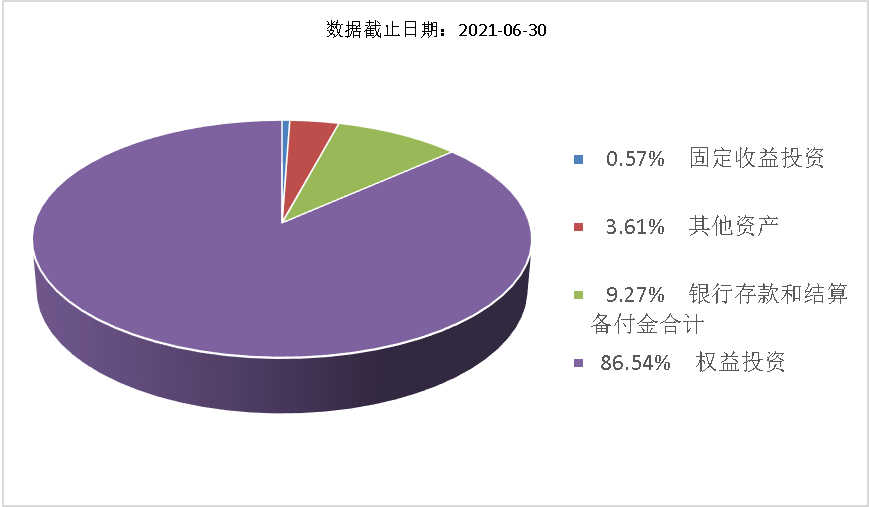 数据截止日期：2021-06-30
0.57% 固定收益投资
3.61% 其他资产
9.27% 银行存款和结算
备付金合计
86.54% 权益投资